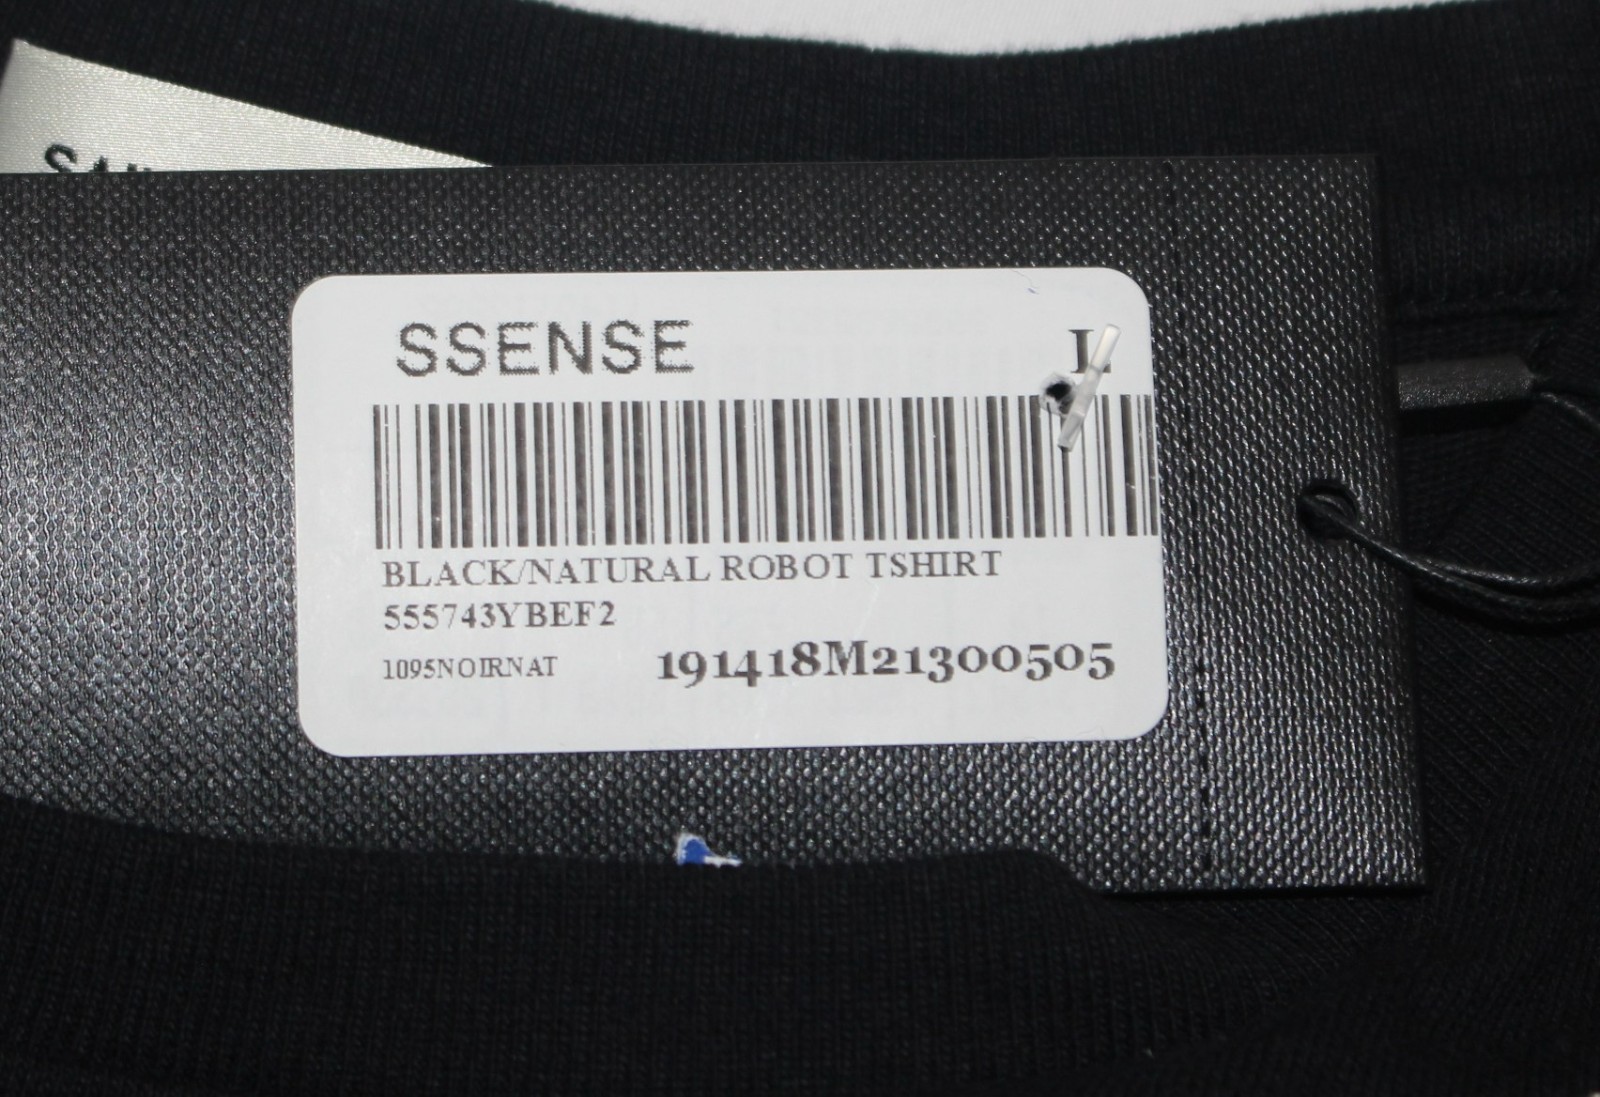 SSENSE
L
BLACK/NATURAL ROBOT TSHIRT
555743YBEF2
1095NOIRNAT
191418M21300505